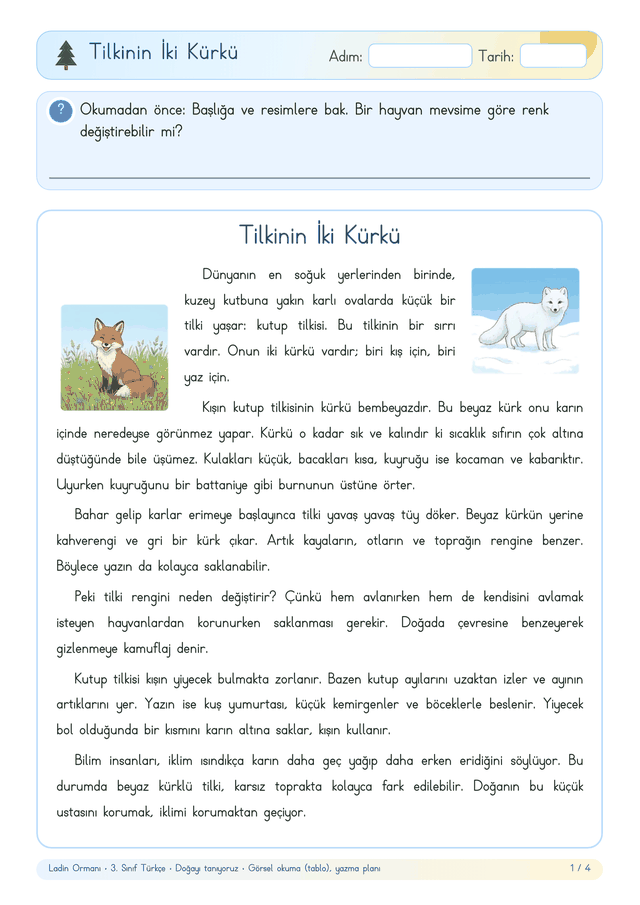 Tilkinin İki Kürkü
Adım:
Tarih:
?
Okumadan önce: Başlığa ve resimlere bak. Bir hayvan mevsime göre renk
değiştirebilir mi?
Tilkinin İki Kürkü
Dünyanın en soğuk yerlerinden birinde,
kuzey kutbuna yakın karlı ovalarda küçük bir
tilki yaşar: kutup tilkisi. Bu tilkinin bir sırrı
vardır. Onun iki kürkü vardır; biri kış için, biri
yaz için.
Kışın kutup tilkisinin kürkü bembeyazdır. Bu beyaz kürk onu karın
içinde neredeyse görünmez yapar. Kürkü o kadar sık ve kalındır ki sıcaklık sıfırın çok altına
düştüğünde bile üşümez. Kulakları küçük, bacakları kısa, kuyruğu ise kocaman ve kabarıktır.
Uyurken kuyruğunu bir battaniye gibi burnunun üstüne örter.
Bahar gelip karlar erimeye başlayınca tilki yavaş yavaş tüy döker. Beyaz kürkün yerine
kahverengi ve gri bir kürk çıkar. Artık kayaların, otların ve toprağın rengine benzer.
Böylece yazın da kolayca saklanabilir.
Peki tilki rengini neden değiştirir? Çünkü hem avlanırken hem de kendisini avlamak
isteyen hayvanlardan korunurken saklanması gerekir. Doğada çevresine benzeyerek
gizlenmeye kamuflaj denir.
Kutup tilkisi kışın yiyecek bulmakta zorlanır. Bazen kutup ayılarını uzaktan izler ve ayının
artıklarını yer. Yazın ise kuş yumurtası, küçük kemirgenler ve böceklerle beslenir. Yiyecek
bol olduğunda bir kısmını karın altına saklar, kışın kullanır.
Bilim insanları, iklim ısındıkça karın daha geç yağıp daha erken eridiğini söylüyor. Bu
durumda beyaz kürklü tilki, karsız toprakta kolayca fark edilebilir. Doğanın bu küçük
ustasını korumak, iklimi korumaktan geçiyor.
Ladin Ormanı • 3. Sınıf Türkçe • Doğayı tanıyoruz • Görsel okuma (tablo), yazma planı
1 / 4